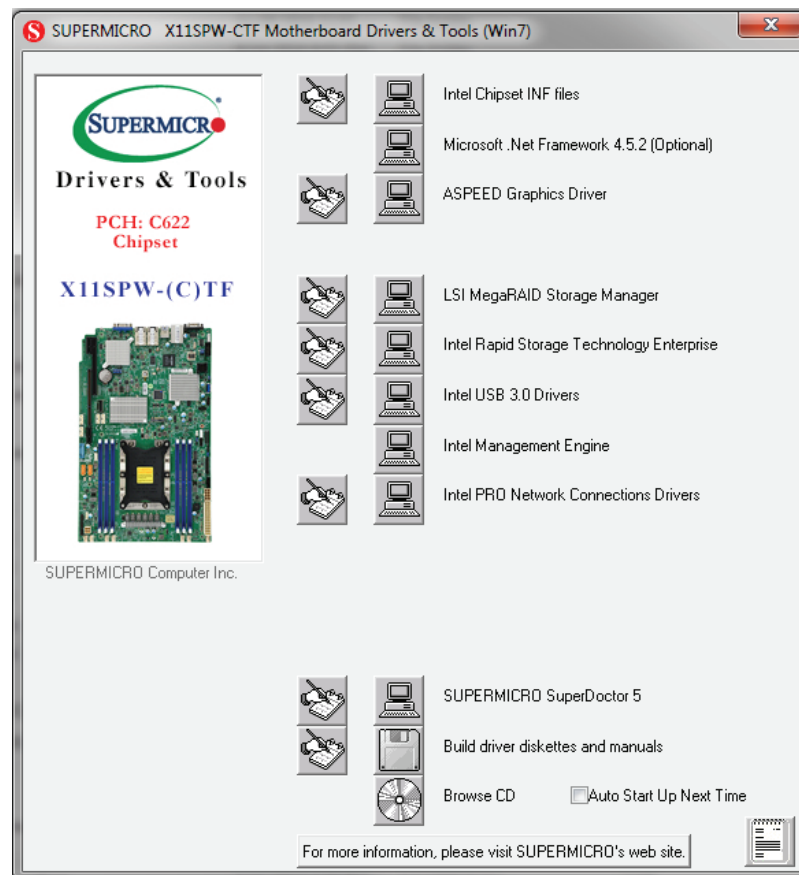 SUPERMICRO X11SPW-CTF Motherboard Drivers & Tools (Win7)
SUPERMICR
Drivers & Tools
PCH: C622
Chipset
X11SPW-(C)TF
SUPERMICRO Computer Inc.
Intel Chipset INF files
Microsoft .Net Framework 4.5.2 (Optional)
ASPEED Graphics Driver
LSI MegaRAID Storage Manager
Intel Rapid Storage Technology Enterprise
Intel USB 3.0 Drivers
Intel Management Engine
Intel PRO Network Connections Drivers
SUPERMICRO SuperDoctor 5
Build driver diskettes and manuals
Browse CD
Auto Start Up Next Time
For more information, please visit SUPERMICRO's web site.